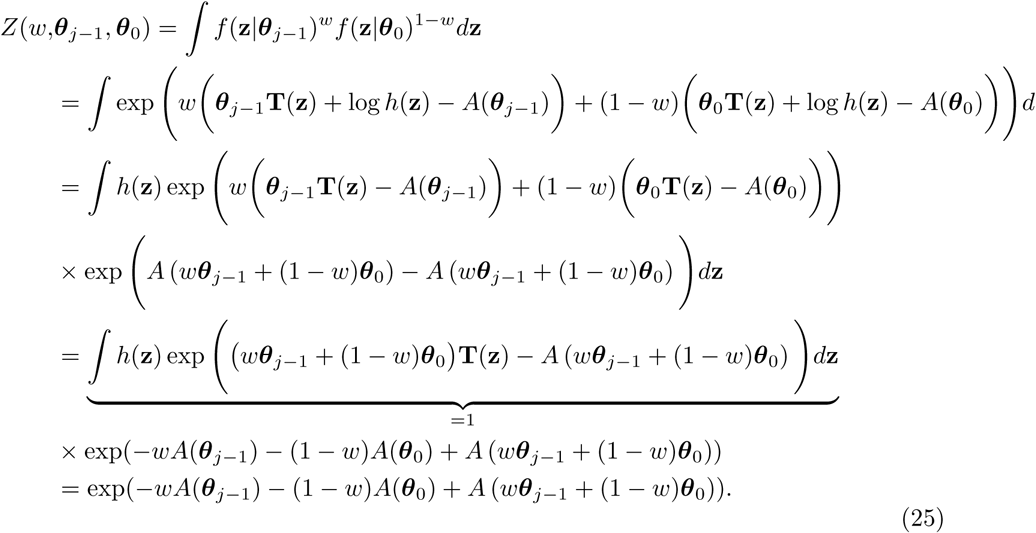 Z(w,θ_{j−1}, θ_0) = ∫ f(z|θ_{j−1})^w f(z|θ_0)^{1−w} dz
= ∫ exp ( w ( θ_{j−1}T(z) + log h(z) − A(θ_{j−1}) ) + (1 − w) ( θ_0T(z) + log h(z) − A(θ_0) ) ) d
= ∫ h(z) exp ( w ( θ_{j−1}T(z) − A(θ_{j−1}) ) + (1 − w) ( θ_0T(z) − A(θ_0) ) )
× exp ( A (wθ_{j−1} + (1 − w)θ_0) − A (wθ_{j−1} + (1 − w)θ_0) ) dz
= ∫ h(z) exp ( (wθ_{j−1} + (1 − w)θ_0)T(z) − A (wθ_{j−1} + (1 − w)θ_0) ) dz
=1
× exp(−wA(θ_{j−1}) − (1 − w)A(θ_0) + A (wθ_{j−1} + (1 − w)θ_0))
= exp(−wA(θ_{j−1}) − (1 − w)A(θ_0) + A (wθ_{j−1} + (1 − w)θ_0)).
(25)